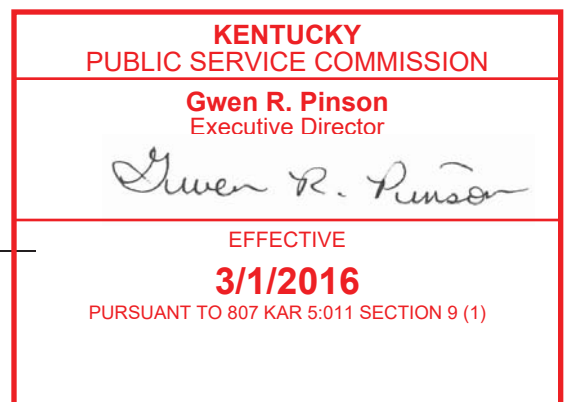 KENTUCKY
PUBLIC SERVICE COMMISSION
Gwen R. Pinson
Executive Director
Gwen R. Pinson
EFFECTIVE
3/1/2016
PURSUANT TO 807 KAR 5:011 SECTION 9 (1)